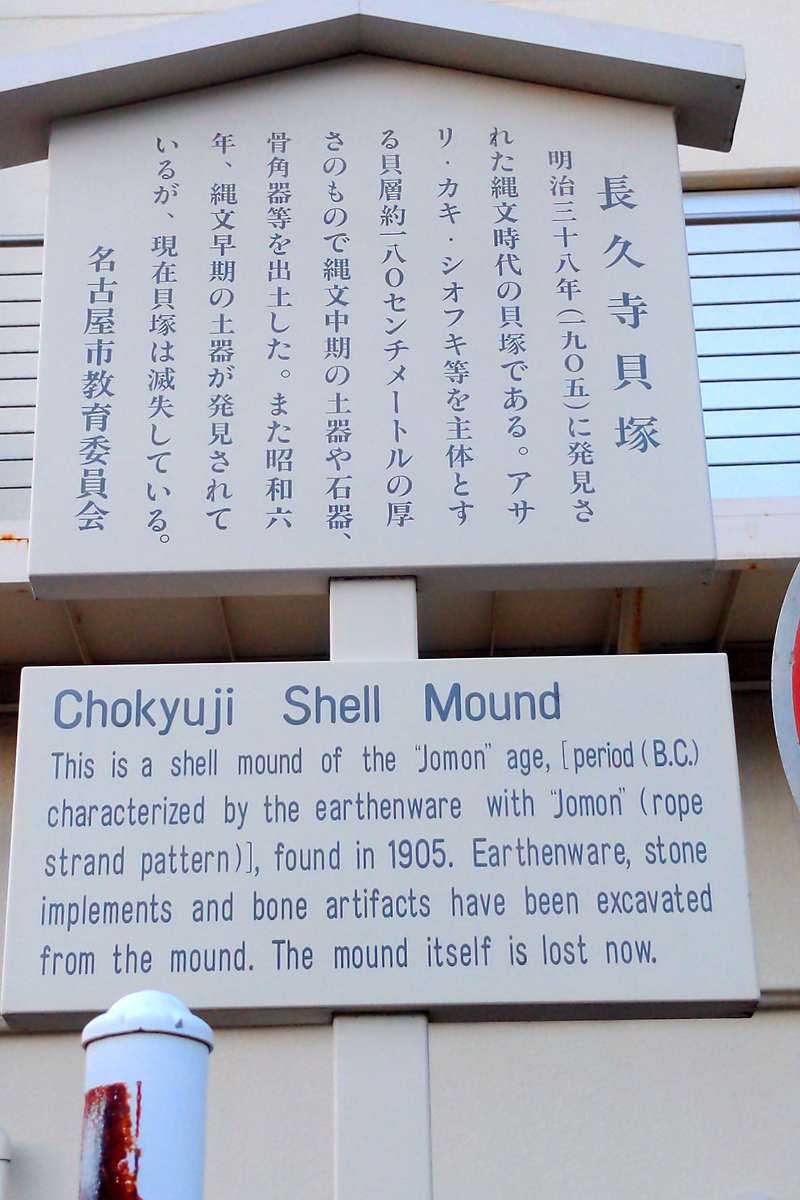 長久寺貝塚
明治三十八年(一九〇五)に発見さ
れた縄文時代の貝塚である。アサ
リ・カキ・シオフキ等を主体とす
る貝層約一八〇センチメートルの厚
さのもので縄文中期の土器や石器、
骨角器等を出土した。また昭和六
年、縄文早期の土器が発見されて
いるが、現在貝塚は滅失している。
名古屋市教育委員会
Chokyuji Shell Mound
This is a shell mound of the “Jomon” age, [period (B.C.)
characterized by the earthenware with “Jomon” (rope
strand pattern)], found in 1905. Earthenware, stone
implements and bone artifacts have been excavated
from the mound. The mound itself is lost now.